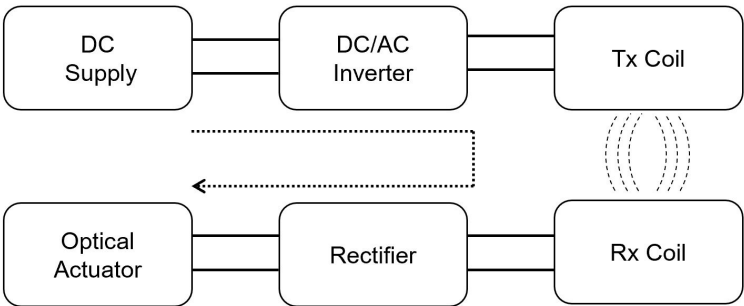 DC
Supply
DC/AC
Inverter
Tx Coil
Optical
Actuator
Rectifier
Rx Coil